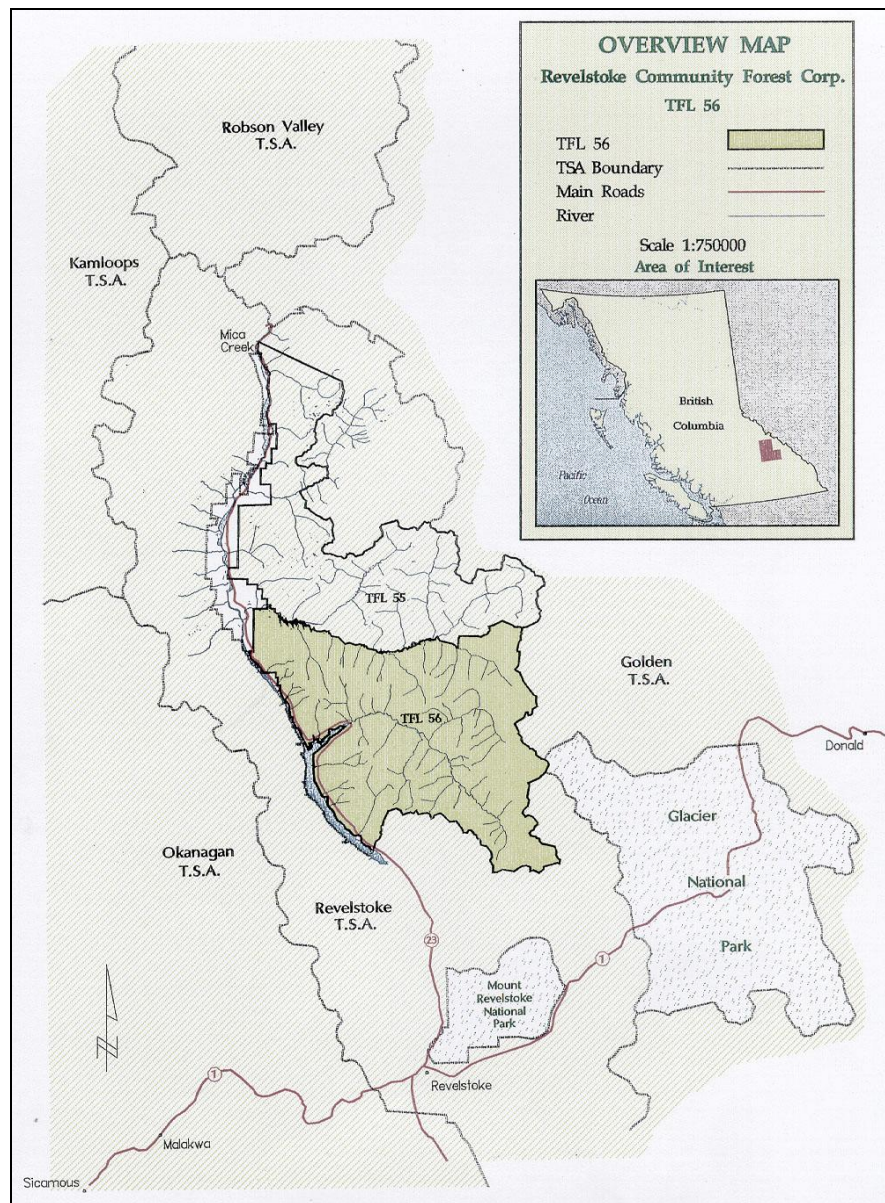 OVERVIEW MAP
Revelstoke Community Forest Corp.
TFL 56
TFL 56
TSA Boundary
Main Roads
River
Scale 1:750000
Area of Interest
British
Columbia
Pacific
Ocean
Robson Valley
T.S.A.
Kamloops
T.S.A.
Mica
Creek
TFL 55
TFL 56
Golden
T.S.A.
Donald
Glacier
National
Park
Okanagan
T.S.A.
Revelstoke
T.S.A.
23
1
Mount
Revelstoke
National
Park
Revelstoke
1
Malakwa
Sicamous
N